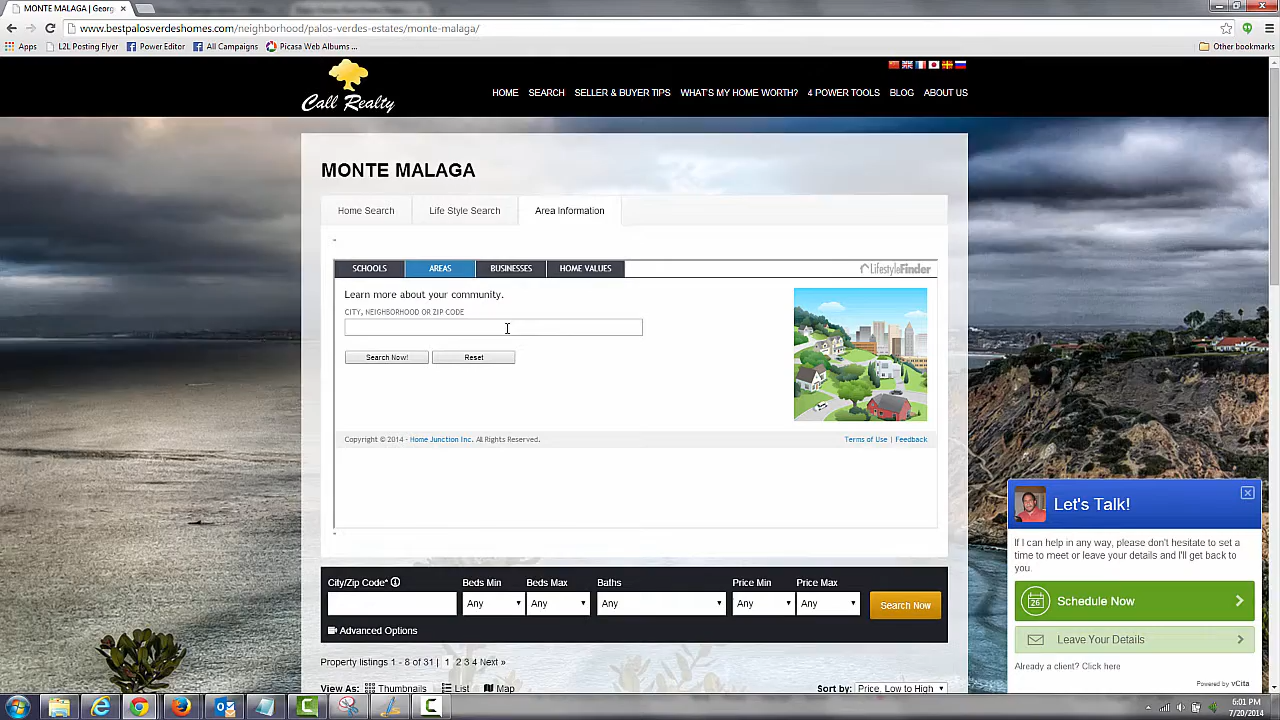 MONTE MALAGA | Georg
www.bestpalosverdeshomes.com/neighborhood/palos-verdes-estates/monte-malaga/
Apps L2L Posting Flyer Power Editor All Campaigns Picasa Web Albums ... Other bookmarks
Call Realty
HOME SEARCH SELLER & BUYER TIPS WHAT'S MY HOME WORTH? 4 POWER TOOLS BLOG ABOUT US
MONTE MALAGA
Home Search Life Style Search Area Information
SCHOOLS AREAS BUSINESSES HOME VALUES LifestyleFinder
Learn more about your community.
CITY, NEIGHBORHOOD OR ZIP CODE
Search Now! Reset
Copyright © 2014 - Home Junction Inc. All Rights Reserved. Terms of Use | Feedback
Let's Talk!
If I can help in any way, please don't hesitate to set a
time to meet or leave your details and I'll get back to
you.
26 Schedule Now
Leave Your Details
Already a client? Click here
Powered by vCita
City/Zip Code* Beds Min Beds Max Baths Price Min Price Max
Any Any Any Any Any Search Now
Advanced Options
Property listings 1 - 8 of 31 1 2 3 4 Next »
View As: Thumbnails List Map Sort by: Price, Low to High
6:01 PM
7/20/2014